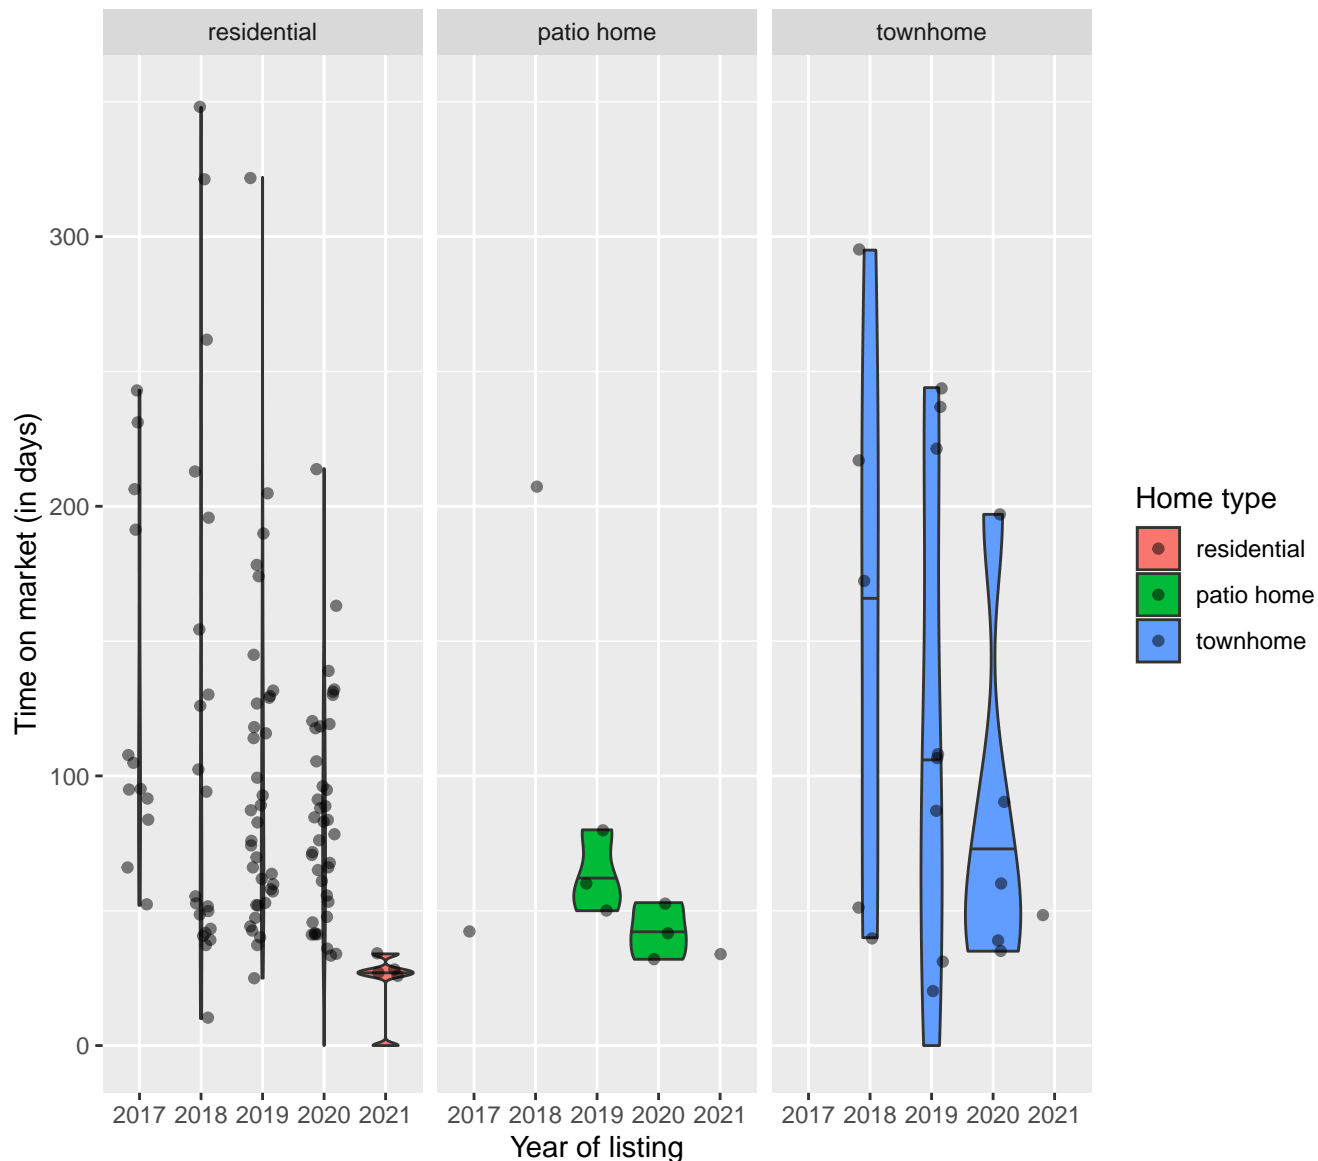 residential
patio home
townhome
300
200
100
0
Time on market (in days)
2017 2018 2019 2020 2021
2017 2018 2019 2020 2021
2017 2018 2019 2020 2021
Year of listing
Home type
residential
patio home
townhome